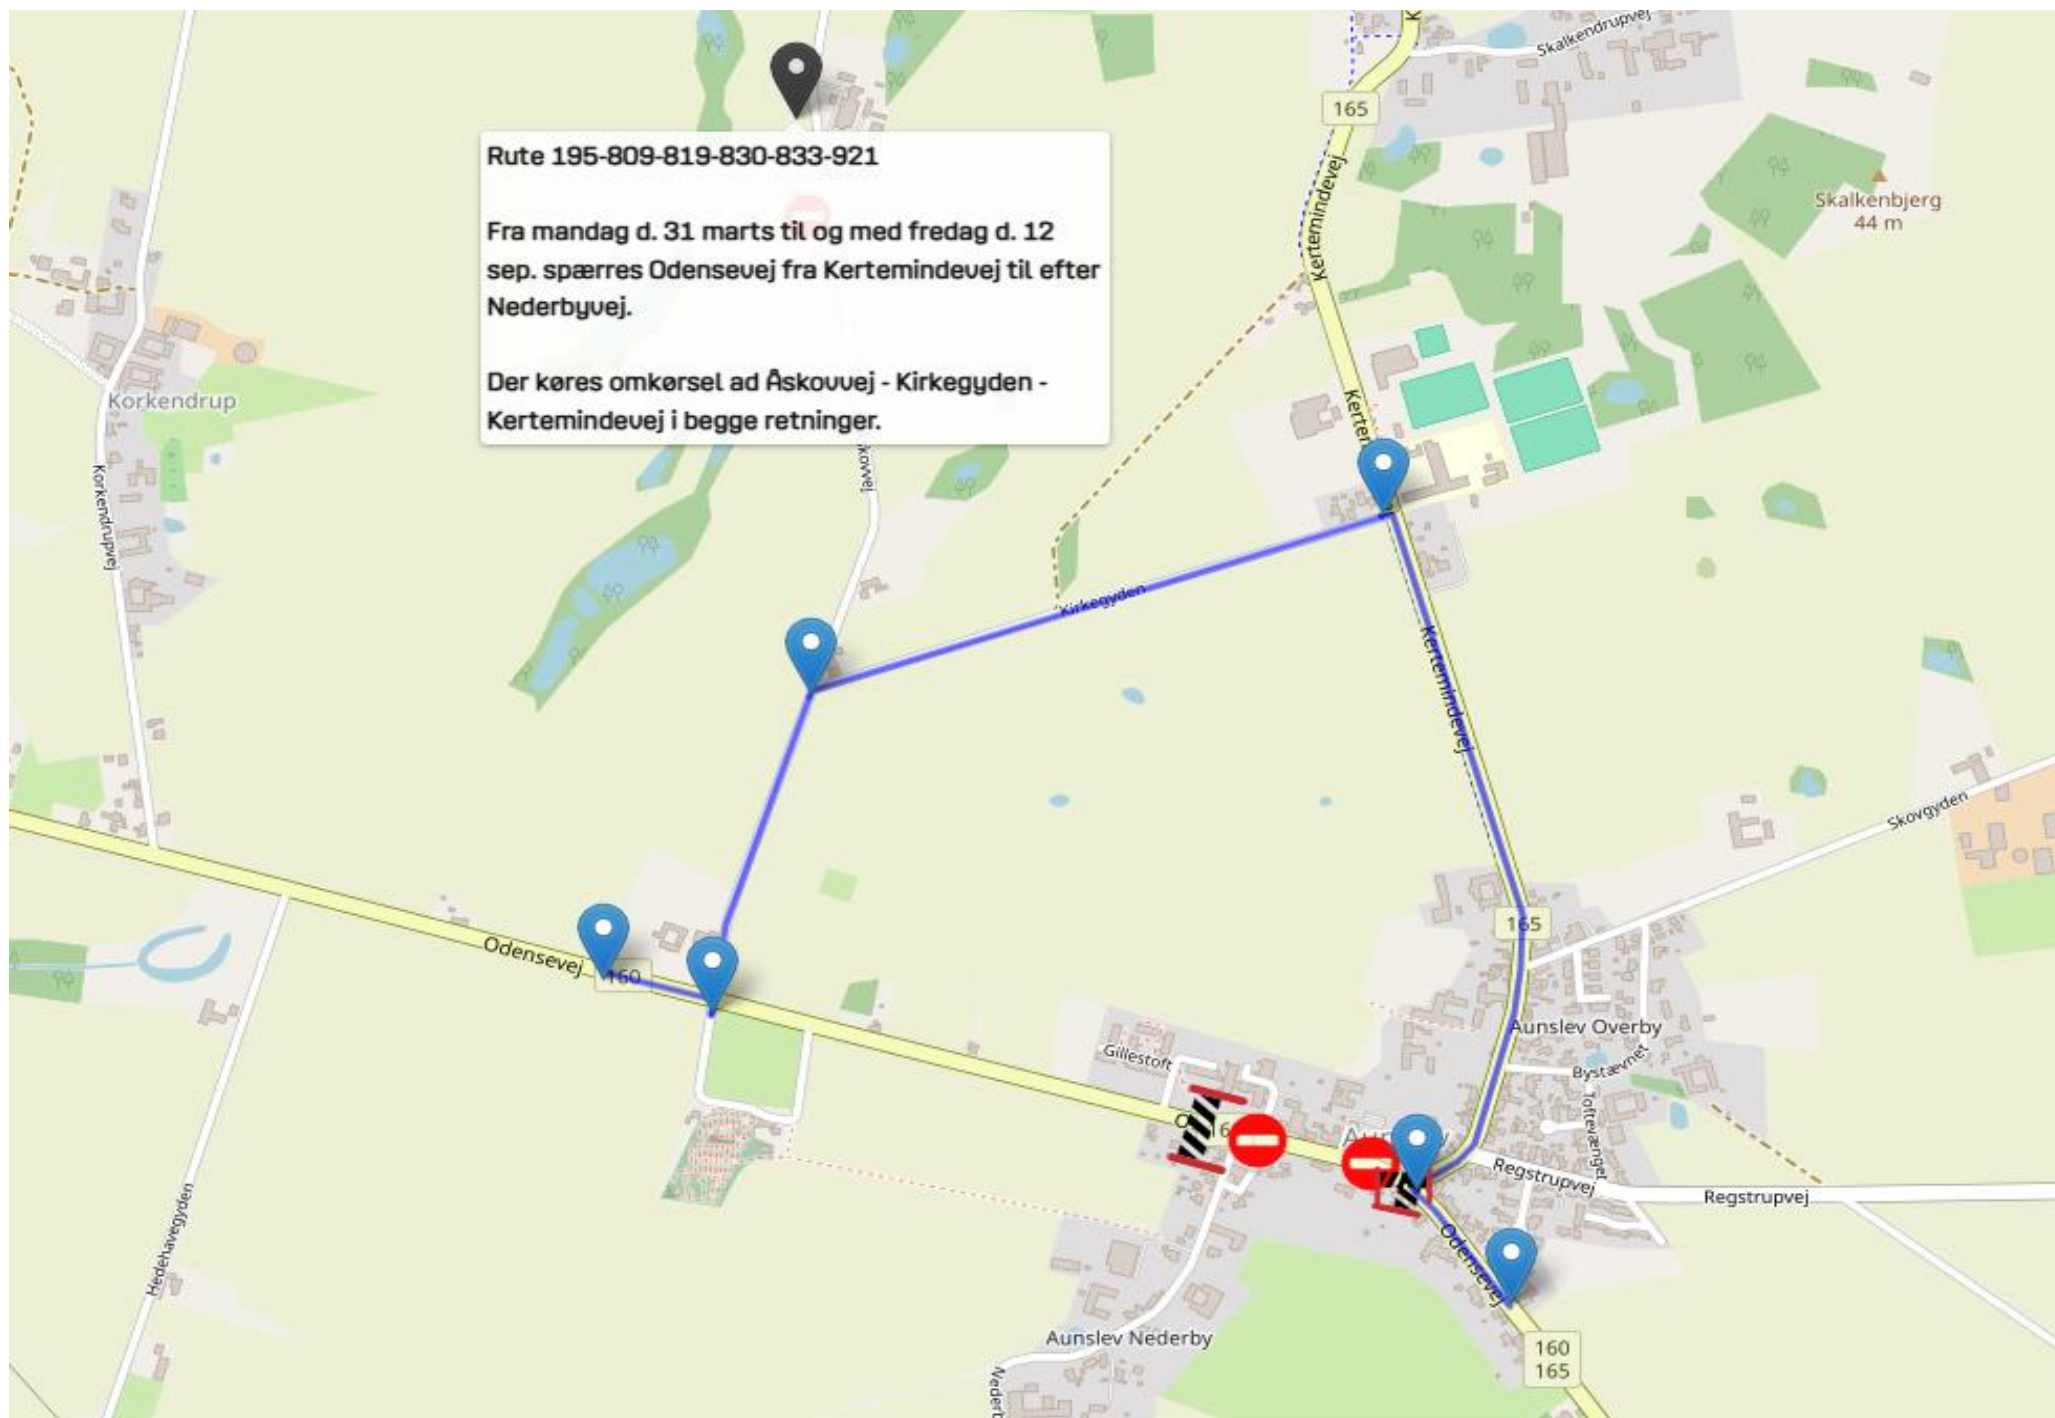 Skalkendrupvej
165
Rute 195-809-819-830-833-921
Fra mandag d. 31 marts til og med fredag d. 12
sep. spærres Odensevej fra Kertemindevej til efter
Nederbyvej.
Der køres omkørsel ad Åskovvej - Kirkegyden -
Kertemindevej i begge retninger.
Kertemindevej
Skalkenbjerg
44 m
Korkendrup
Korkendrupvej
Kirkegyden
Kertemindevej
Skovgyden
165
Odensevej
160
Aunslev Overby
Gillestoft
Bystævnet
Toftevænget
Regstrupvej
Regstrupvej
Hedehavegyden
Odensevej
Aunslev Nederby
160
165